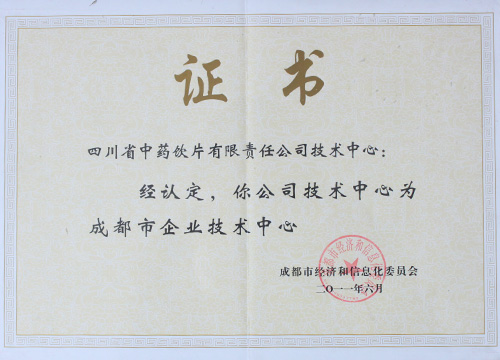 证书
四川省中药饮片有限责任公司技术中心：
经认定，你公司技术中心为
成都市企业技术中心
成都市经济和信息化委员会
二〇一一年六月